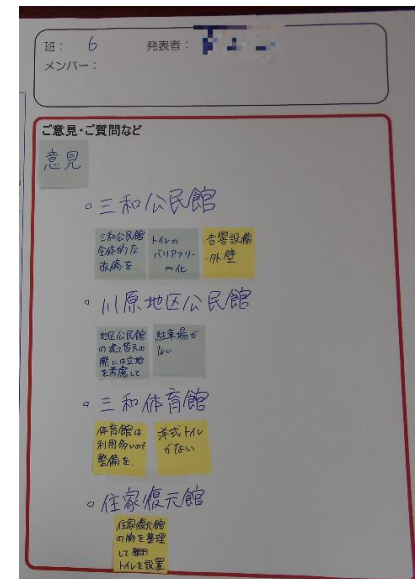 班： 6 発表者：
メンバー：
ご意見・ご質問など
意見
○三和公民館
三和公民館
全体的な
改修を.
トイレの
バリアフリー
化
音響設備
・外壁
○川原地区公民館
地区公民館
の建て替えの
際には立地
を考慮して
駐車場が
ない.
○三和体育館
体育館は
利用多いので
整備を.
洋式トイレ
がない
○住家復元館
住家復元館
の前を整理
して
トイレを設置